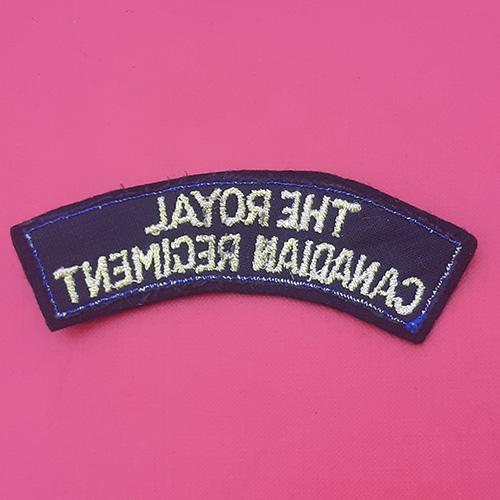 THE ROYAL
CANADIAN REGIMENT